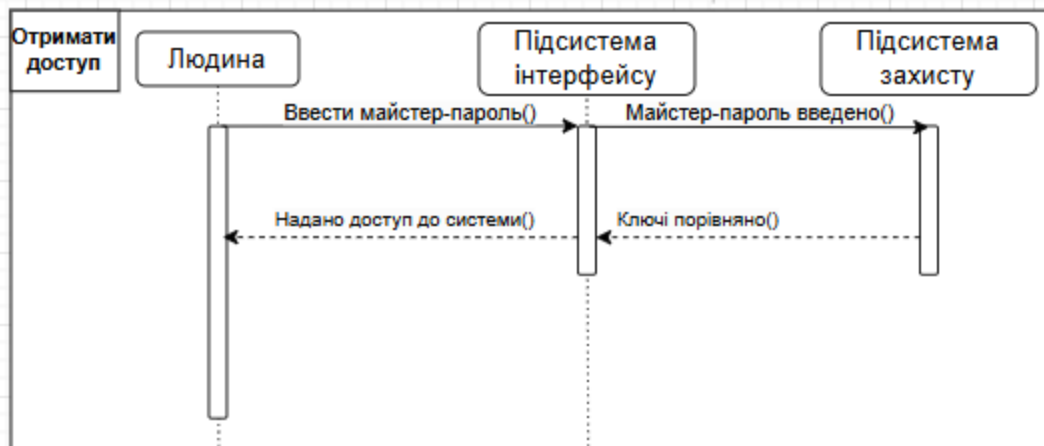 Отримати
доступ
Людина
Підсистема
інтерфейсу
Підсистема
захисту
Ввести майстер-пароль()
Майстер-пароль введено()
Надано доступ до системи()
Ключі порівняно()